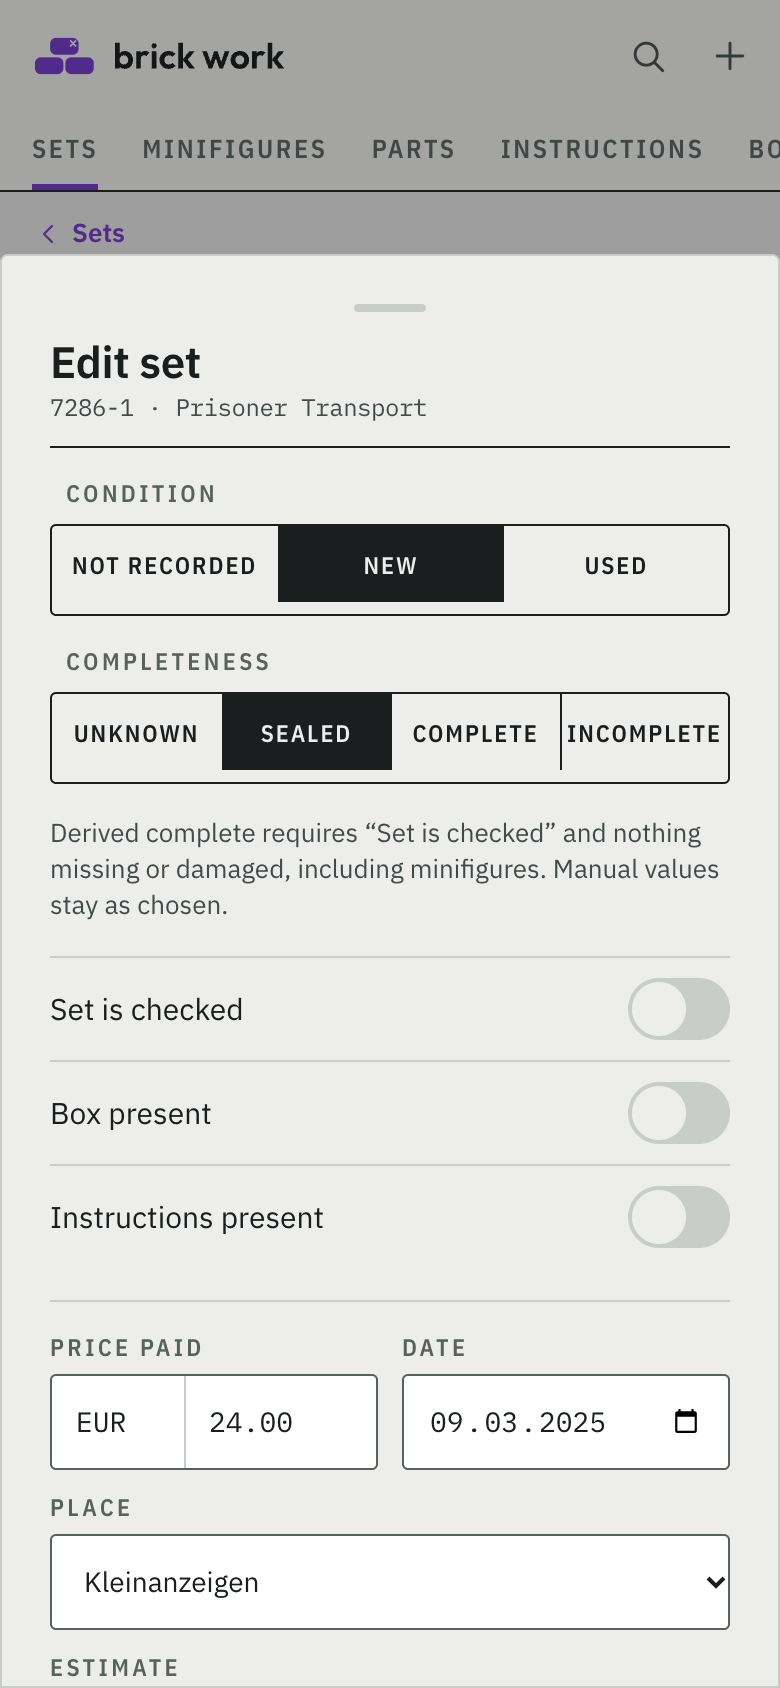 brick work
SETS MINIFIGURES PARTS INSTRUCTIONS BO
Sets
Edit set
7286-1 · Prisoner Transport
CONDITION
NOT RECORDED NEW USED
COMPLETENESS
UNKNOWN SEALED COMPLETE INCOMPLETE
Derived complete requires “Set is checked” and nothing
missing or damaged, including minifigures. Manual values
stay as chosen.
Set is checked
Box present
Instructions present
PRICE PAID DATE
EUR 24.00 09.03.2025
PLACE
Kleinanzeigen
ESTIMATE